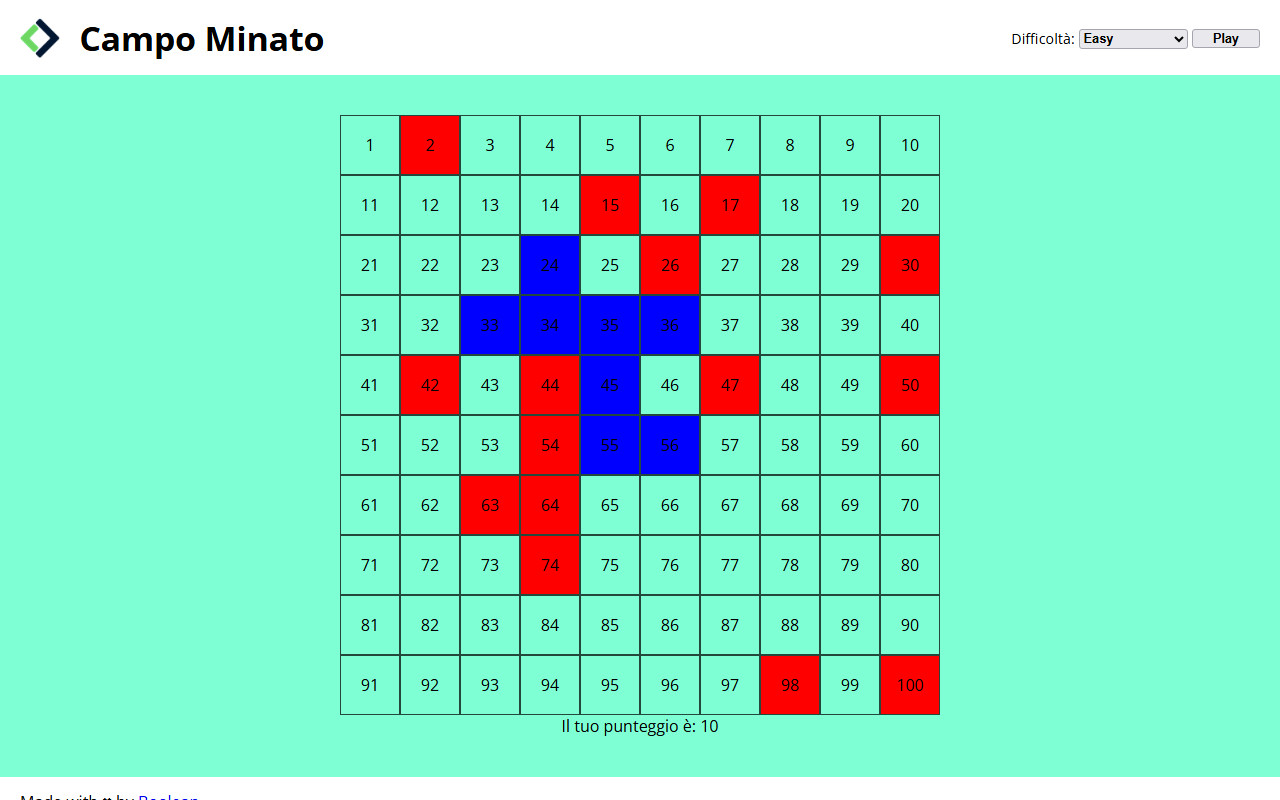 Campo Minato
Difficoltà: Easy Play
1 2 3 4 5 6 7 8 9 10
11 12 13 14 15 16 17 18 19 20
21 22 23 24 25 26 27 28 29 30
31 32 33 34 35 36 37 38 39 40
41 42 43 44 45 46 47 48 49 50
51 52 53 54 55 56 57 58 59 60
61 62 63 64 65 66 67 68 69 70
71 72 73 74 75 76 77 78 79 80
81 82 83 84 85 86 87 88 89 90
91 92 93 94 95 96 97 98 99 100
Il tuo punteggio è: 10
Made with ♥ by Boolean